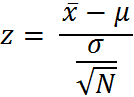 z = (x̄ − μ) / (σ / √N)